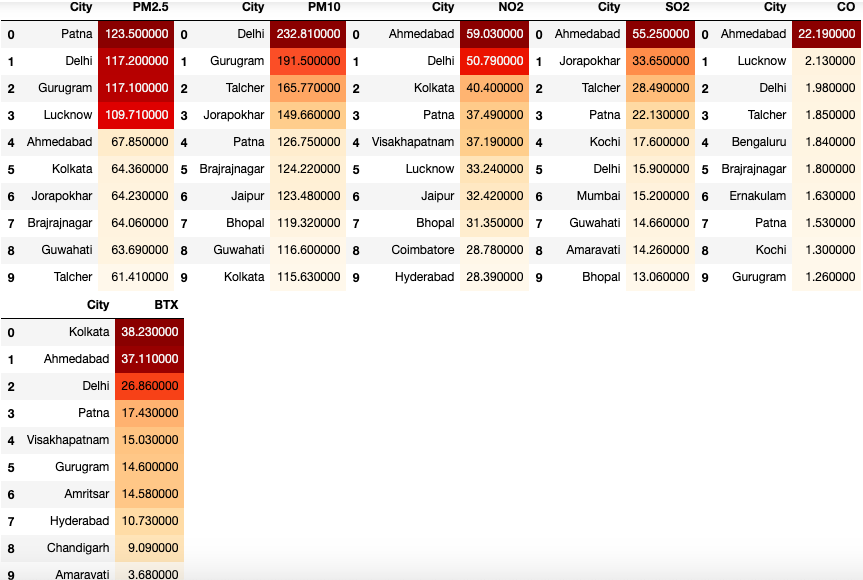 City PM2.5 City PM10 City NO2 City SO2 City CO
0 Patna 123.500000 0 Delhi 232.810000 0 Ahmedabad 59.030000 0 Ahmedabad 55.250000 0 Ahmedabad 22.190000
1 Delhi 117.200000 1 Gurugram 191.500000 1 Delhi 50.790000 1 Jorapokhar 33.650000 1 Lucknow 2.130000
2 Gurugram 117.100000 2 Talcher 165.770000 2 Kolkata 40.400000 2 Talcher 28.490000 2 Delhi 1.980000
3 Lucknow 109.710000 3 Jorapokhar 149.660000 3 Patna 37.490000 3 Patna 22.130000 3 Talcher 1.850000
4 Ahmedabad 67.850000 4 Patna 126.750000 4 Visakhapatnam 37.190000 4 Kochi 17.600000 4 Bengaluru 1.840000
5 Kolkata 64.360000 5 Brajrajnagar 124.220000 5 Lucknow 33.240000 5 Delhi 15.900000 5 Brajrajnagar 1.800000
6 Jorapokhar 64.230000 6 Jaipur 123.480000 6 Jaipur 32.420000 6 Mumbai 15.200000 6 Ernakulam 1.630000
7 Brajrajnagar 64.060000 7 Bhopal 119.320000 7 Bhopal 31.350000 7 Guwahati 14.660000 7 Patna 1.530000
8 Guwahati 63.690000 8 Guwahati 116.600000 8 Coimbatore 28.780000 8 Amaravati 14.260000 8 Kochi 1.300000
9 Talcher 61.410000 9 Kolkata 115.630000 9 Hyderabad 28.390000 9 Bhopal 13.060000 9 Gurugram 1.260000
City BTX
0 Kolkata 38.230000
1 Ahmedabad 37.110000
2 Delhi 26.860000
3 Patna 17.430000
4 Visakhapatnam 15.030000
5 Gurugram 14.600000
6 Amritsar 14.580000
7 Hyderabad 10.730000
8 Chandigarh 9.090000
9 Amaravati 3.680000